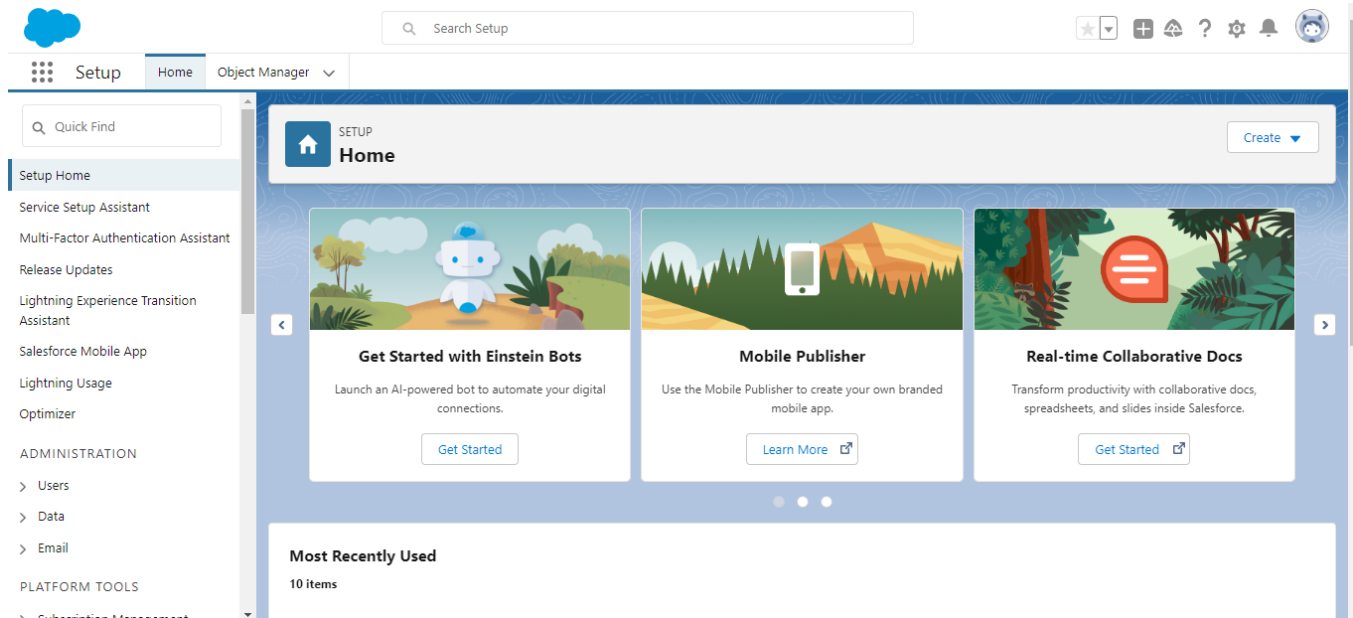 Search Setup
Setup
Home
Object Manager
Quick Find
Setup Home
Service Setup Assistant
Multi-Factor Authentication Assistant
Release Updates
Lightning Experience Transition
Assistant
Salesforce Mobile App
Lightning Usage
Optimizer
ADMINISTRATION
Users
Data
Email
PLATFORM TOOLS
Subscription Management
SETUP
Home
Create
Get Started with Einstein Bots
Launch an AI-powered bot to automate your digital
connections.
Get Started
Mobile Publisher
Use the Mobile Publisher to create your own branded
mobile app.
Learn More
Real-time Collaborative Docs
Transform productivity with collaborative docs,
spreadsheets, and slides inside Salesforce.
Get Started
Most Recently Used
10 items